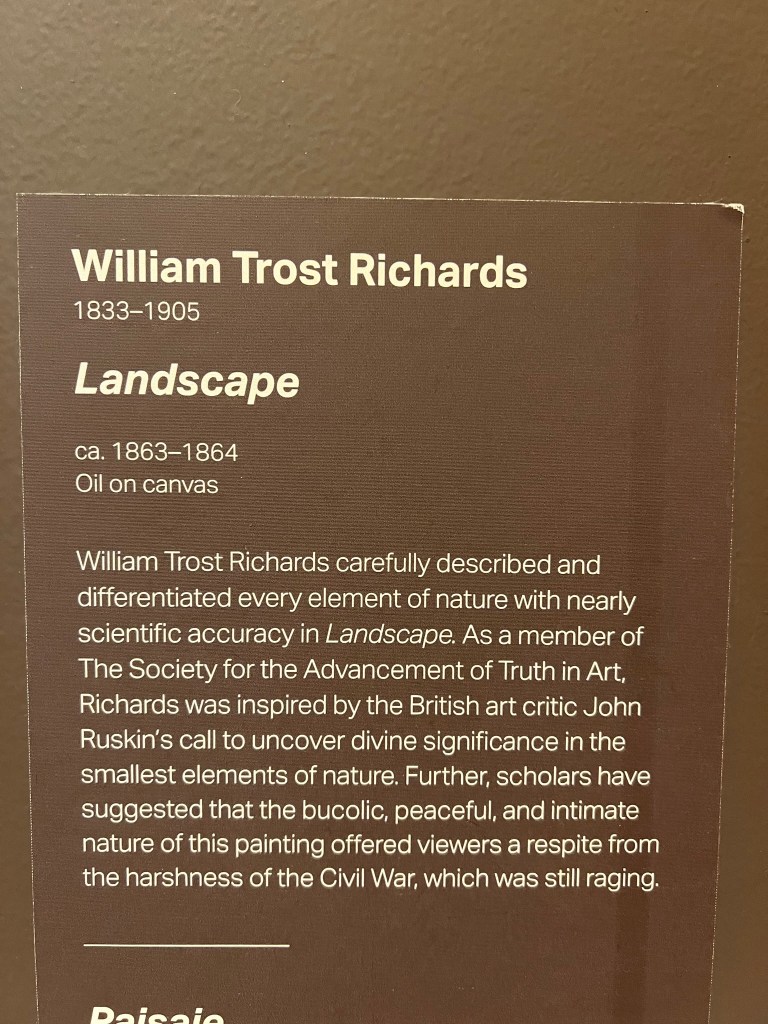 William Trost Richards
1833–1905
Landscape
ca. 1863–1864
Oil on canvas
William Trost Richards carefully described and
differentiated every element of nature with nearly
scientific accuracy in Landscape. As a member of
The Society for the Advancement of Truth in Art,
Richards was inspired by the British art critic John
Ruskin's call to uncover divine significance in the
smallest elements of nature. Further, scholars have
suggested that the bucolic, peaceful, and intimate
nature of this painting offered viewers a respite from
the harshness of the Civil War, which was still raging.
Paisaje